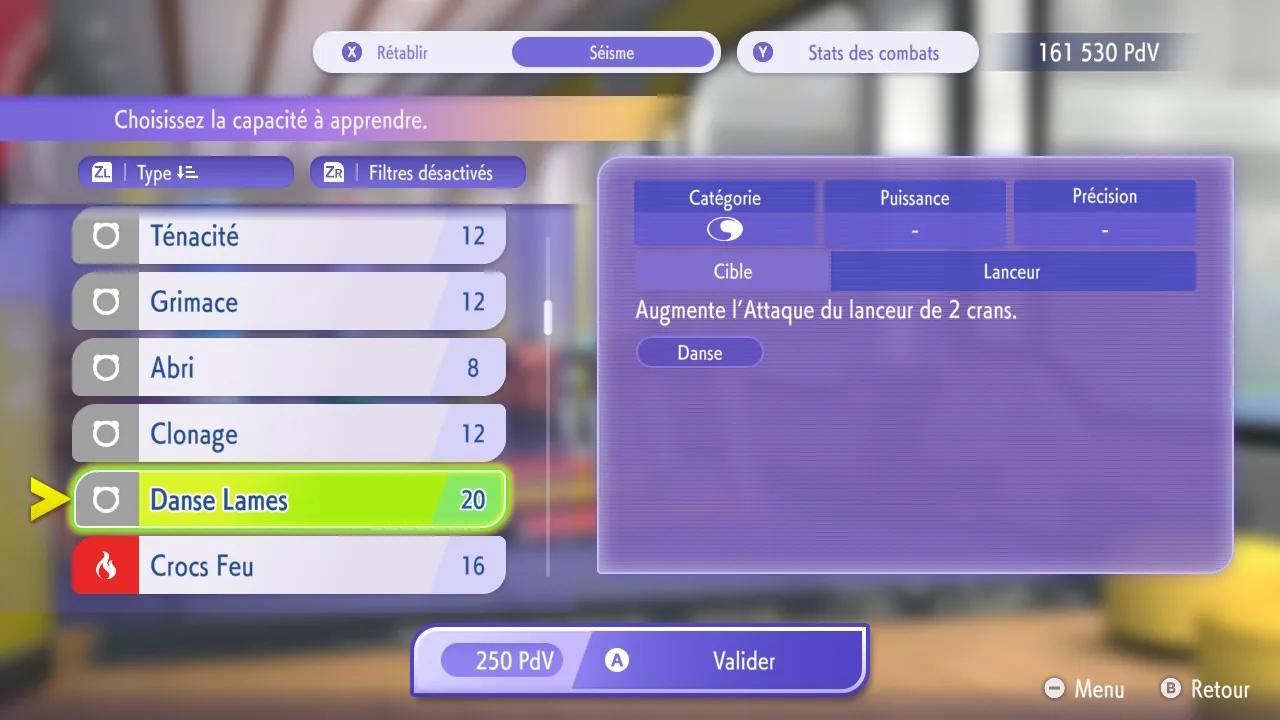 X Rétablir Séisme Y Stats des combats 161 530 PdV
Choisissez la capacité à apprendre.
ZL Type ZR Filtres désactivés
Ténacité 12
Grimace 12
Abri 8
Clonage 12
Danse Lames 20
Crocs Feu 16
Catégorie Puissance Précision
- -
Cible Lanceur
Augmente l'Attaque du lanceur de 2 crans.
Danse
250 PdV A Valider
Menu B Retour